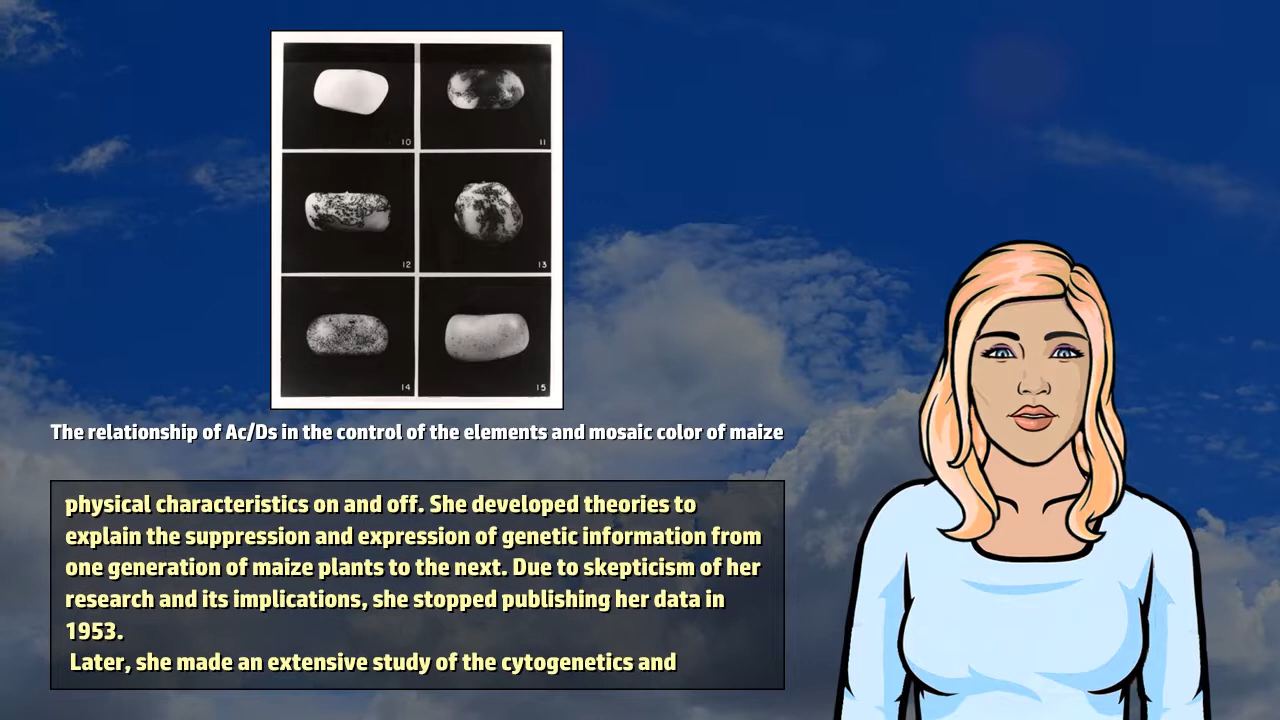 10
11
12
13
14
15
The relationship of Ac/Ds in the control of the elements and mosaic color of maize
physical characteristics on and off. She developed theories to
explain the suppression and expression of genetic information from
one generation of maize plants to the next. Due to skepticism of her
research and its implications, she stopped publishing her data in
1953.
Later, she made an extensive study of the cytogenetics and